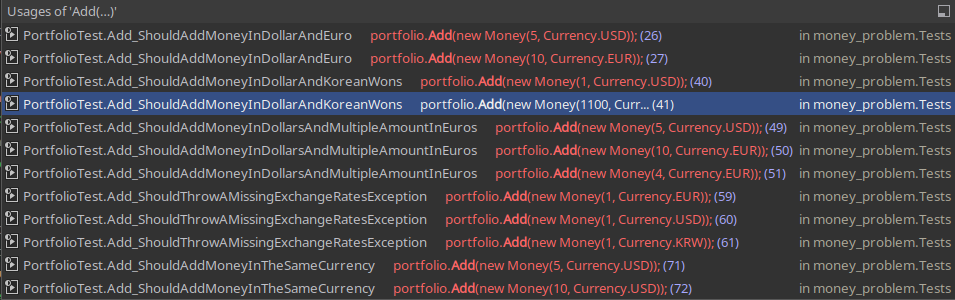 Usages of 'Add(...)'
PortfolioTest.Add_ShouldAddMoneyInDollarAndEuro portfolio.Add(new Money(5, Currency.USD)); (26) in money_problem.Tests
PortfolioTest.Add_ShouldAddMoneyInDollarAndEuro portfolio.Add(new Money(10, Currency.EUR)); (27) in money_problem.Tests
PortfolioTest.Add_ShouldAddMoneyInDollarAndKoreanWons portfolio.Add(new Money(1, Currency.USD)); (40) in money_problem.Tests
PortfolioTest.Add_ShouldAddMoneyInDollarAndKoreanWons portfolio.Add(new Money(1100, Curr... (41) in money_problem.Tests
PortfolioTest.Add_ShouldAddMoneyInDollarsAndMultipleAmountInEuros portfolio.Add(new Money(5, Currency.USD)); (49) in money_problem.Tests
PortfolioTest.Add_ShouldAddMoneyInDollarsAndMultipleAmountInEuros portfolio.Add(new Money(10, Currency.EUR)); (50) in money_problem.Tests
PortfolioTest.Add_ShouldAddMoneyInDollarsAndMultipleAmountInEuros portfolio.Add(new Money(4, Currency.EUR)); (51) in money_problem.Tests
PortfolioTest.Add_ShouldThrowAMissingExchangeRatesException portfolio.Add(new Money(1, Currency.EUR)); (59) in money_problem.Tests
PortfolioTest.Add_ShouldThrowAMissingExchangeRatesException portfolio.Add(new Money(1, Currency.USD)); (60) in money_problem.Tests
PortfolioTest.Add_ShouldThrowAMissingExchangeRatesException portfolio.Add(new Money(1, Currency.KRW)); (61) in money_problem.Tests
PortfolioTest.Add_ShouldAddMoneyInTheSameCurrency portfolio.Add(new Money(5, Currency.USD)); (71) in money_problem.Tests
PortfolioTest.Add_ShouldAddMoneyInTheSameCurrency portfolio.Add(new Money(10, Currency.USD)); (72) in money_problem.Tests